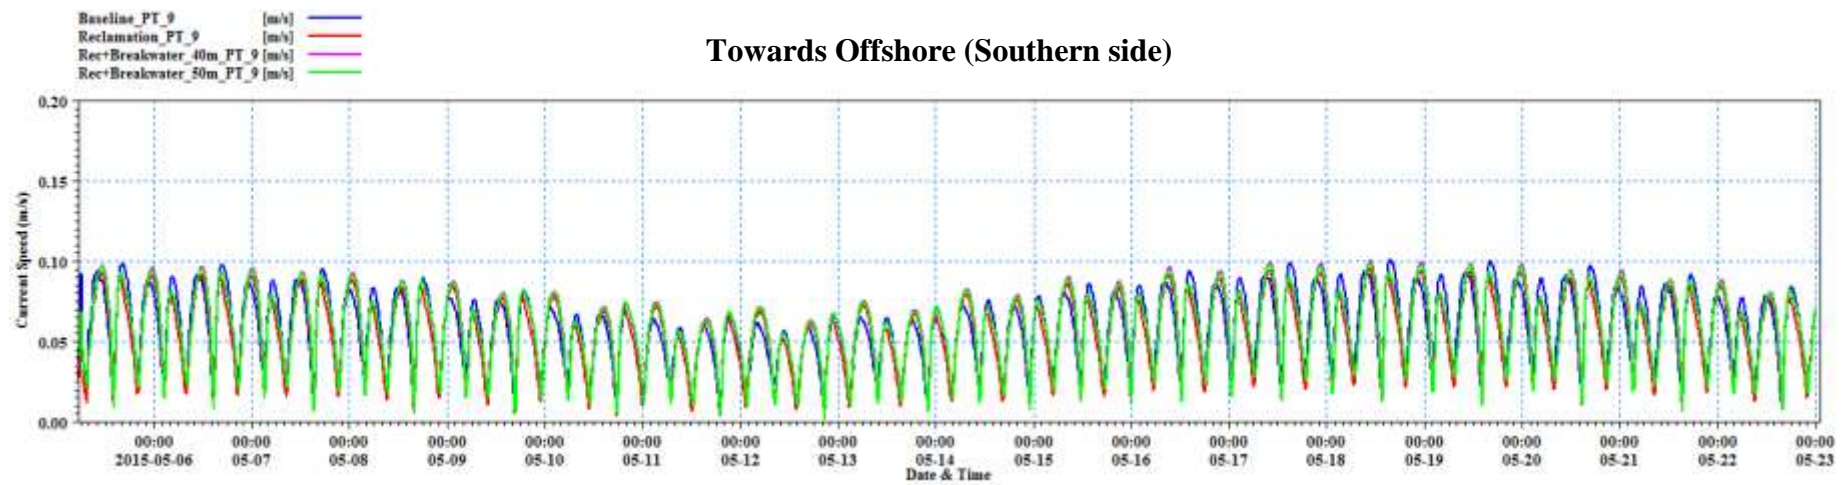 Baseline_PT_9 [m/s]
Reclamation_PT_9 [m/s]
Rec+Breakwater_40m_PT_9 [m/s]
Rec+Breakwater_50m_PT_9 [m/s]
Towards Offshore (Southern side)
0.20
0.15
0.10
0.05
0.00
Current Speed (m/s)
00:00 00:00 00:00 00:00 00:00 00:00 00:00 00:00 00:00 00:00 00:00 00:00 00:00 00:00 00:00 00:00 00:00 00:00
2015-05-06 05-07 05-08 05-09 05-10 05-11 05-12 05-13 05-14 05-15 05-16 05-17 05-18 05-19 05-20 05-21 05-22 05-23
Date & Time